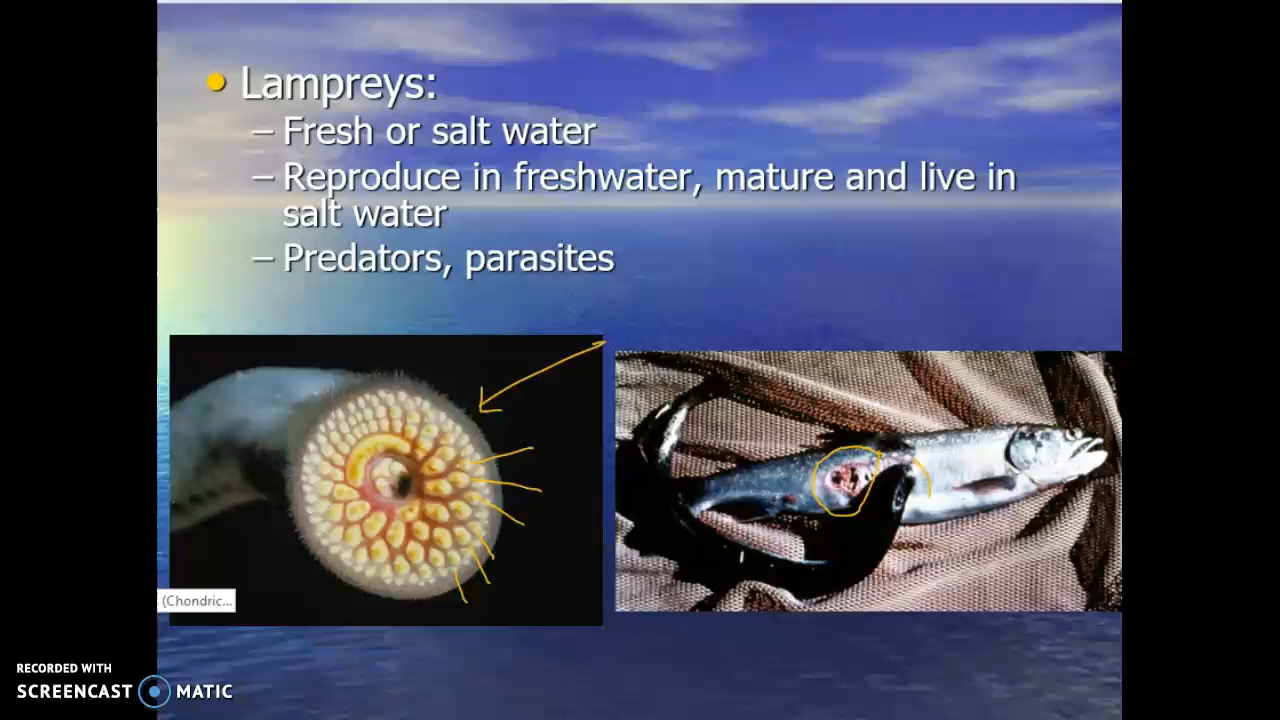 Lampreys:
– Fresh or salt water
– Reproduce in freshwater, mature and live in
salt water
– Predators, parasites
(Chondric...
RECORDED WITH
SCREENCAST MATIC